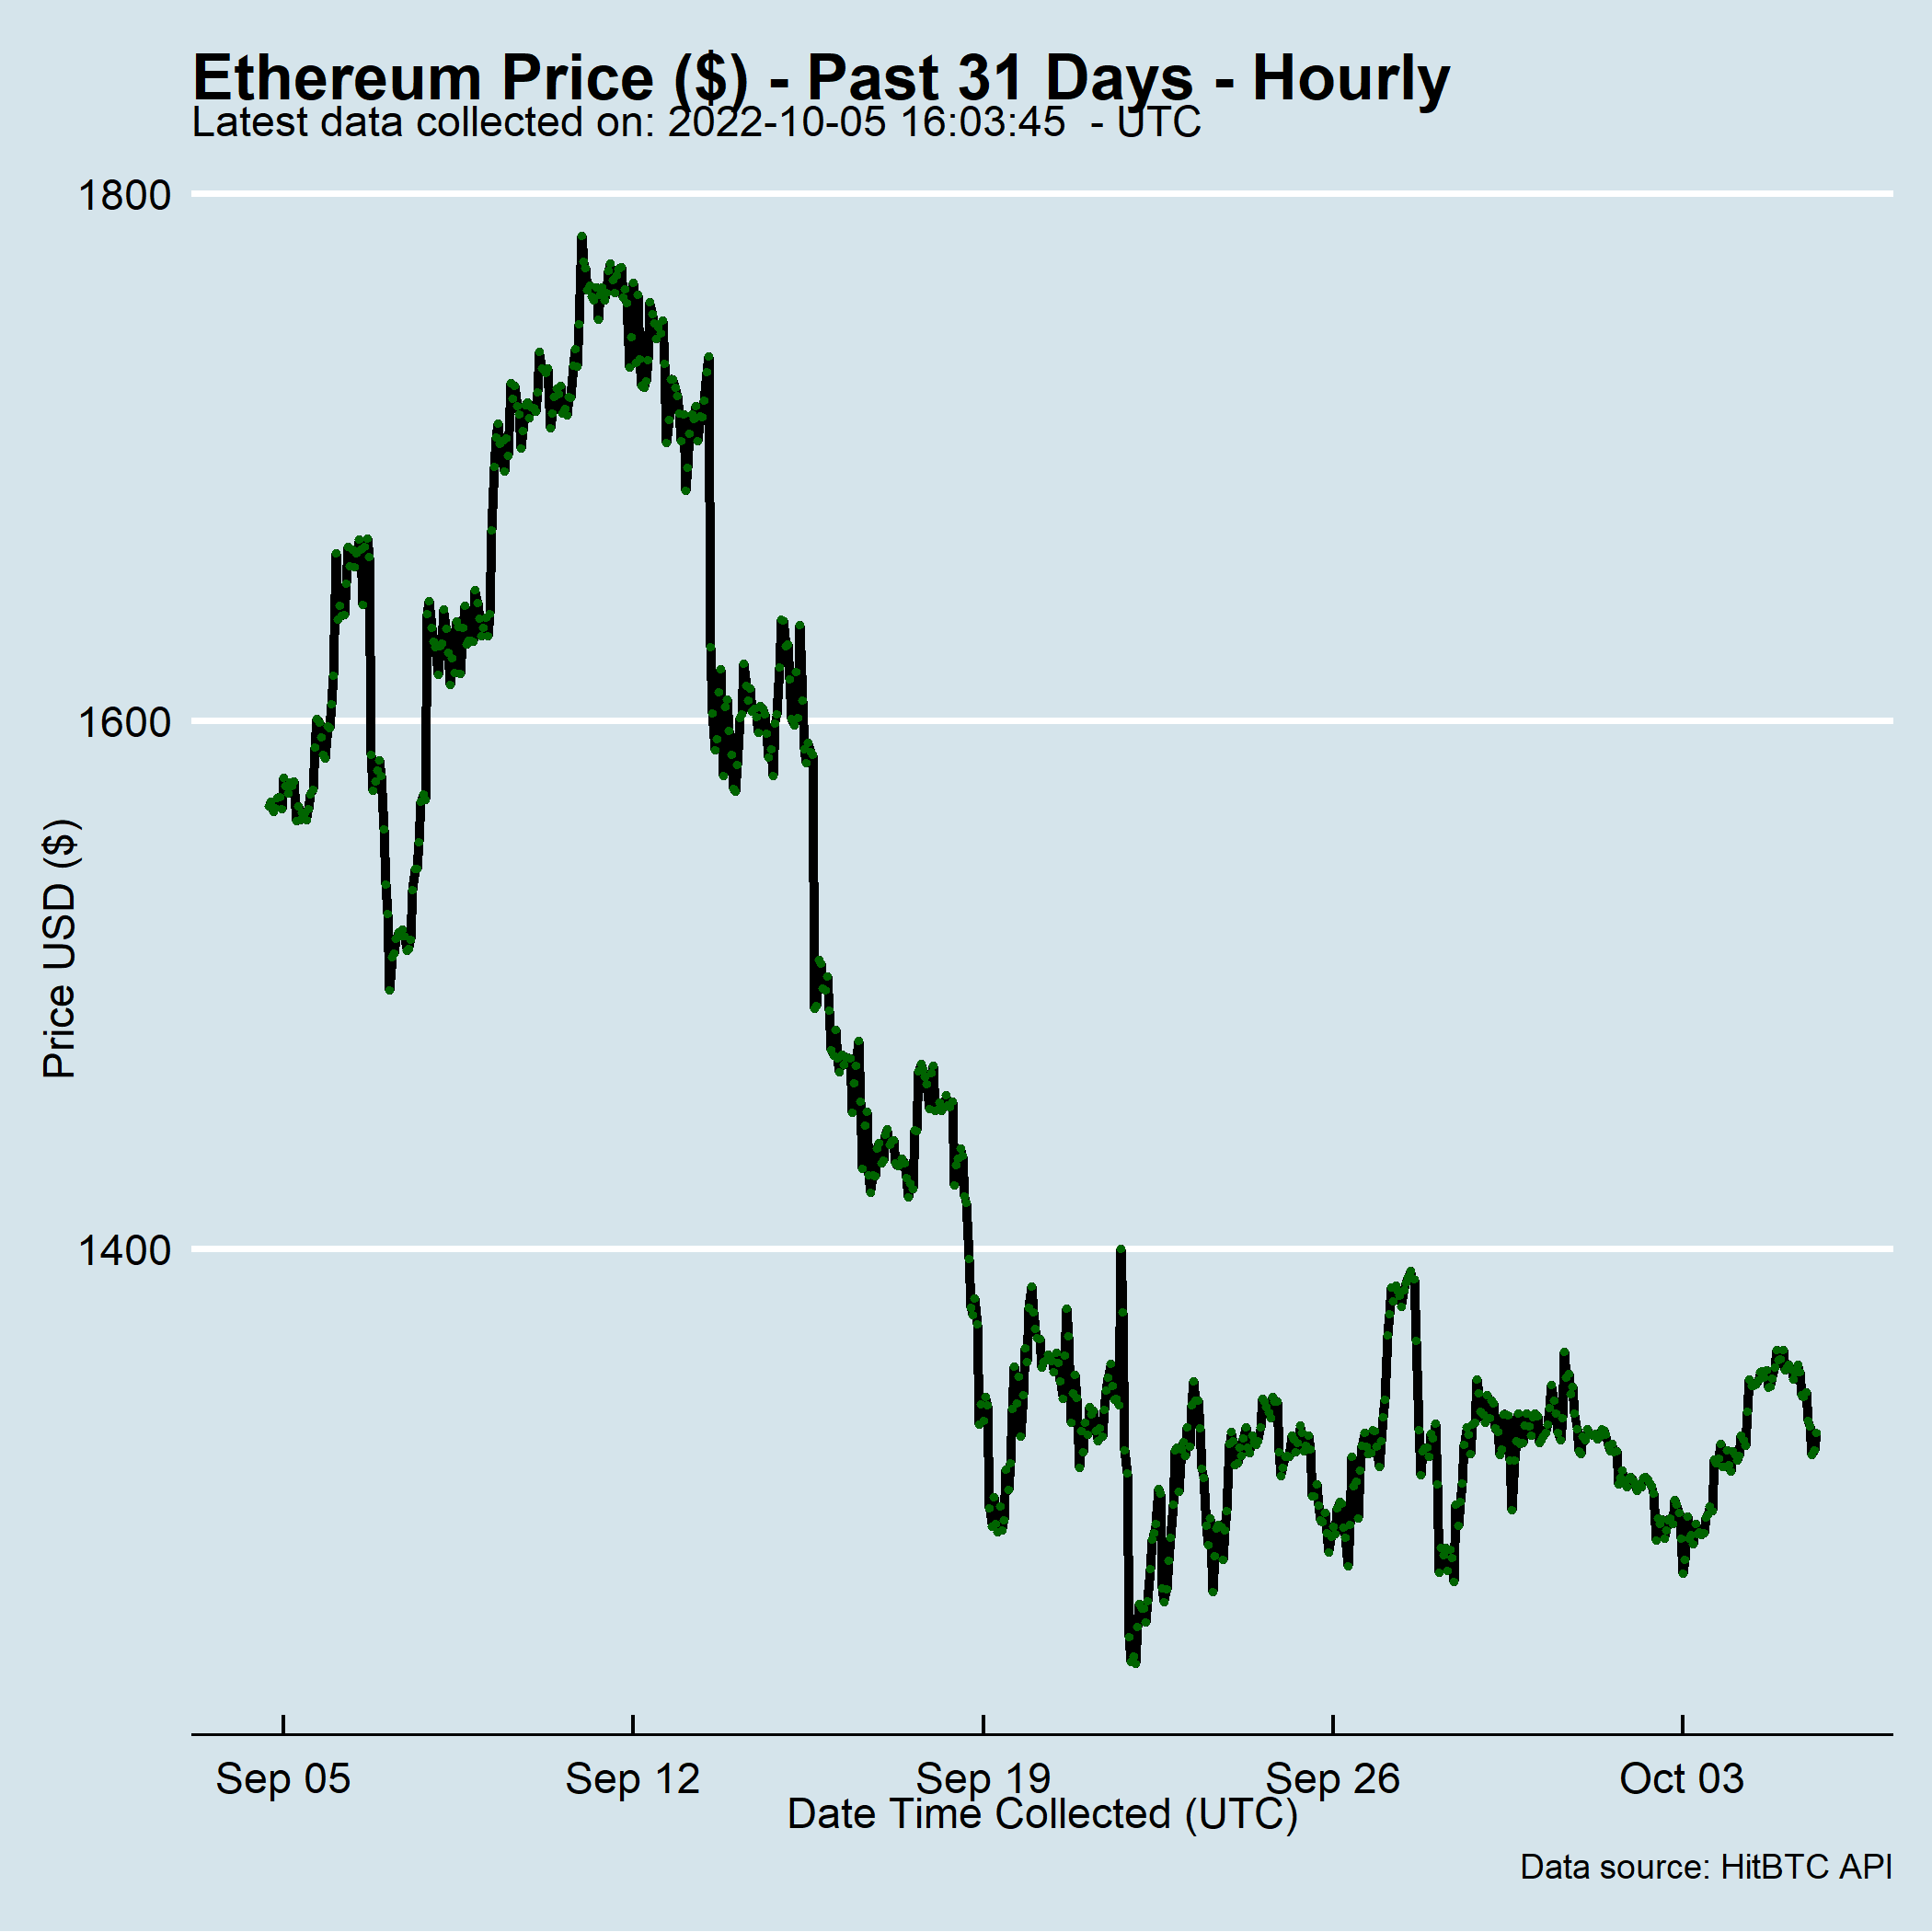 Ethereum Price ($) - Past 31 Days - Hourly
Latest data collected on: 2022-10-05 16:03:45  - UTC
1800
1600
1400
Price USD ($)
Sep 05
Sep 12
Sep 19
Sep 26
Oct 03
Date Time Collected (UTC)
Data source: HitBTC API